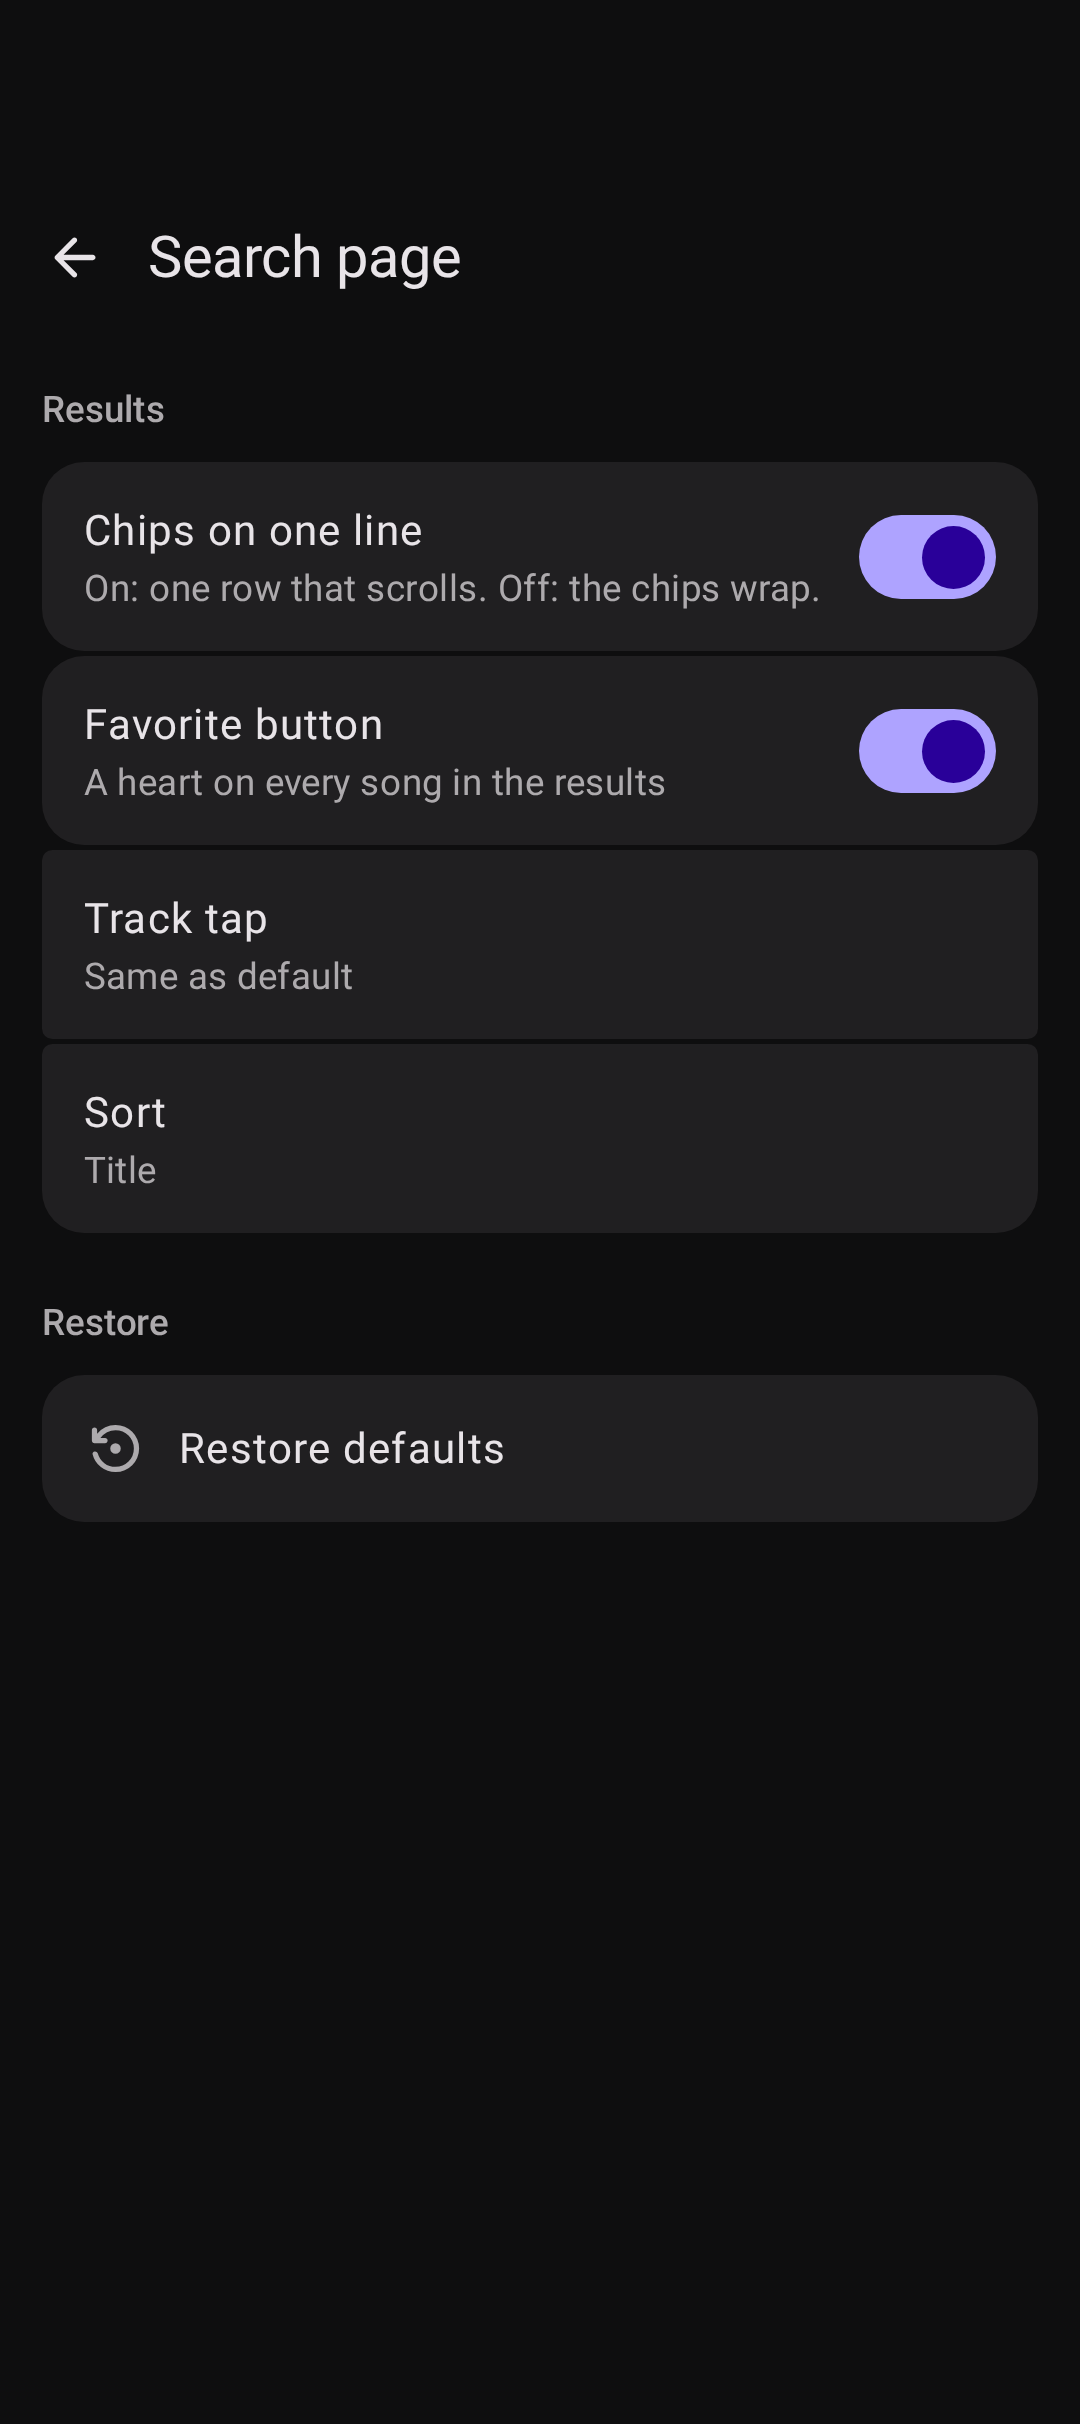 Search page
Results
Chips on one line
On: one row that scrolls. Off: the chips wrap.
Favorite button
A heart on every song in the results
Track tap
Same as default
Sort
Title
Restore
Restore defaults